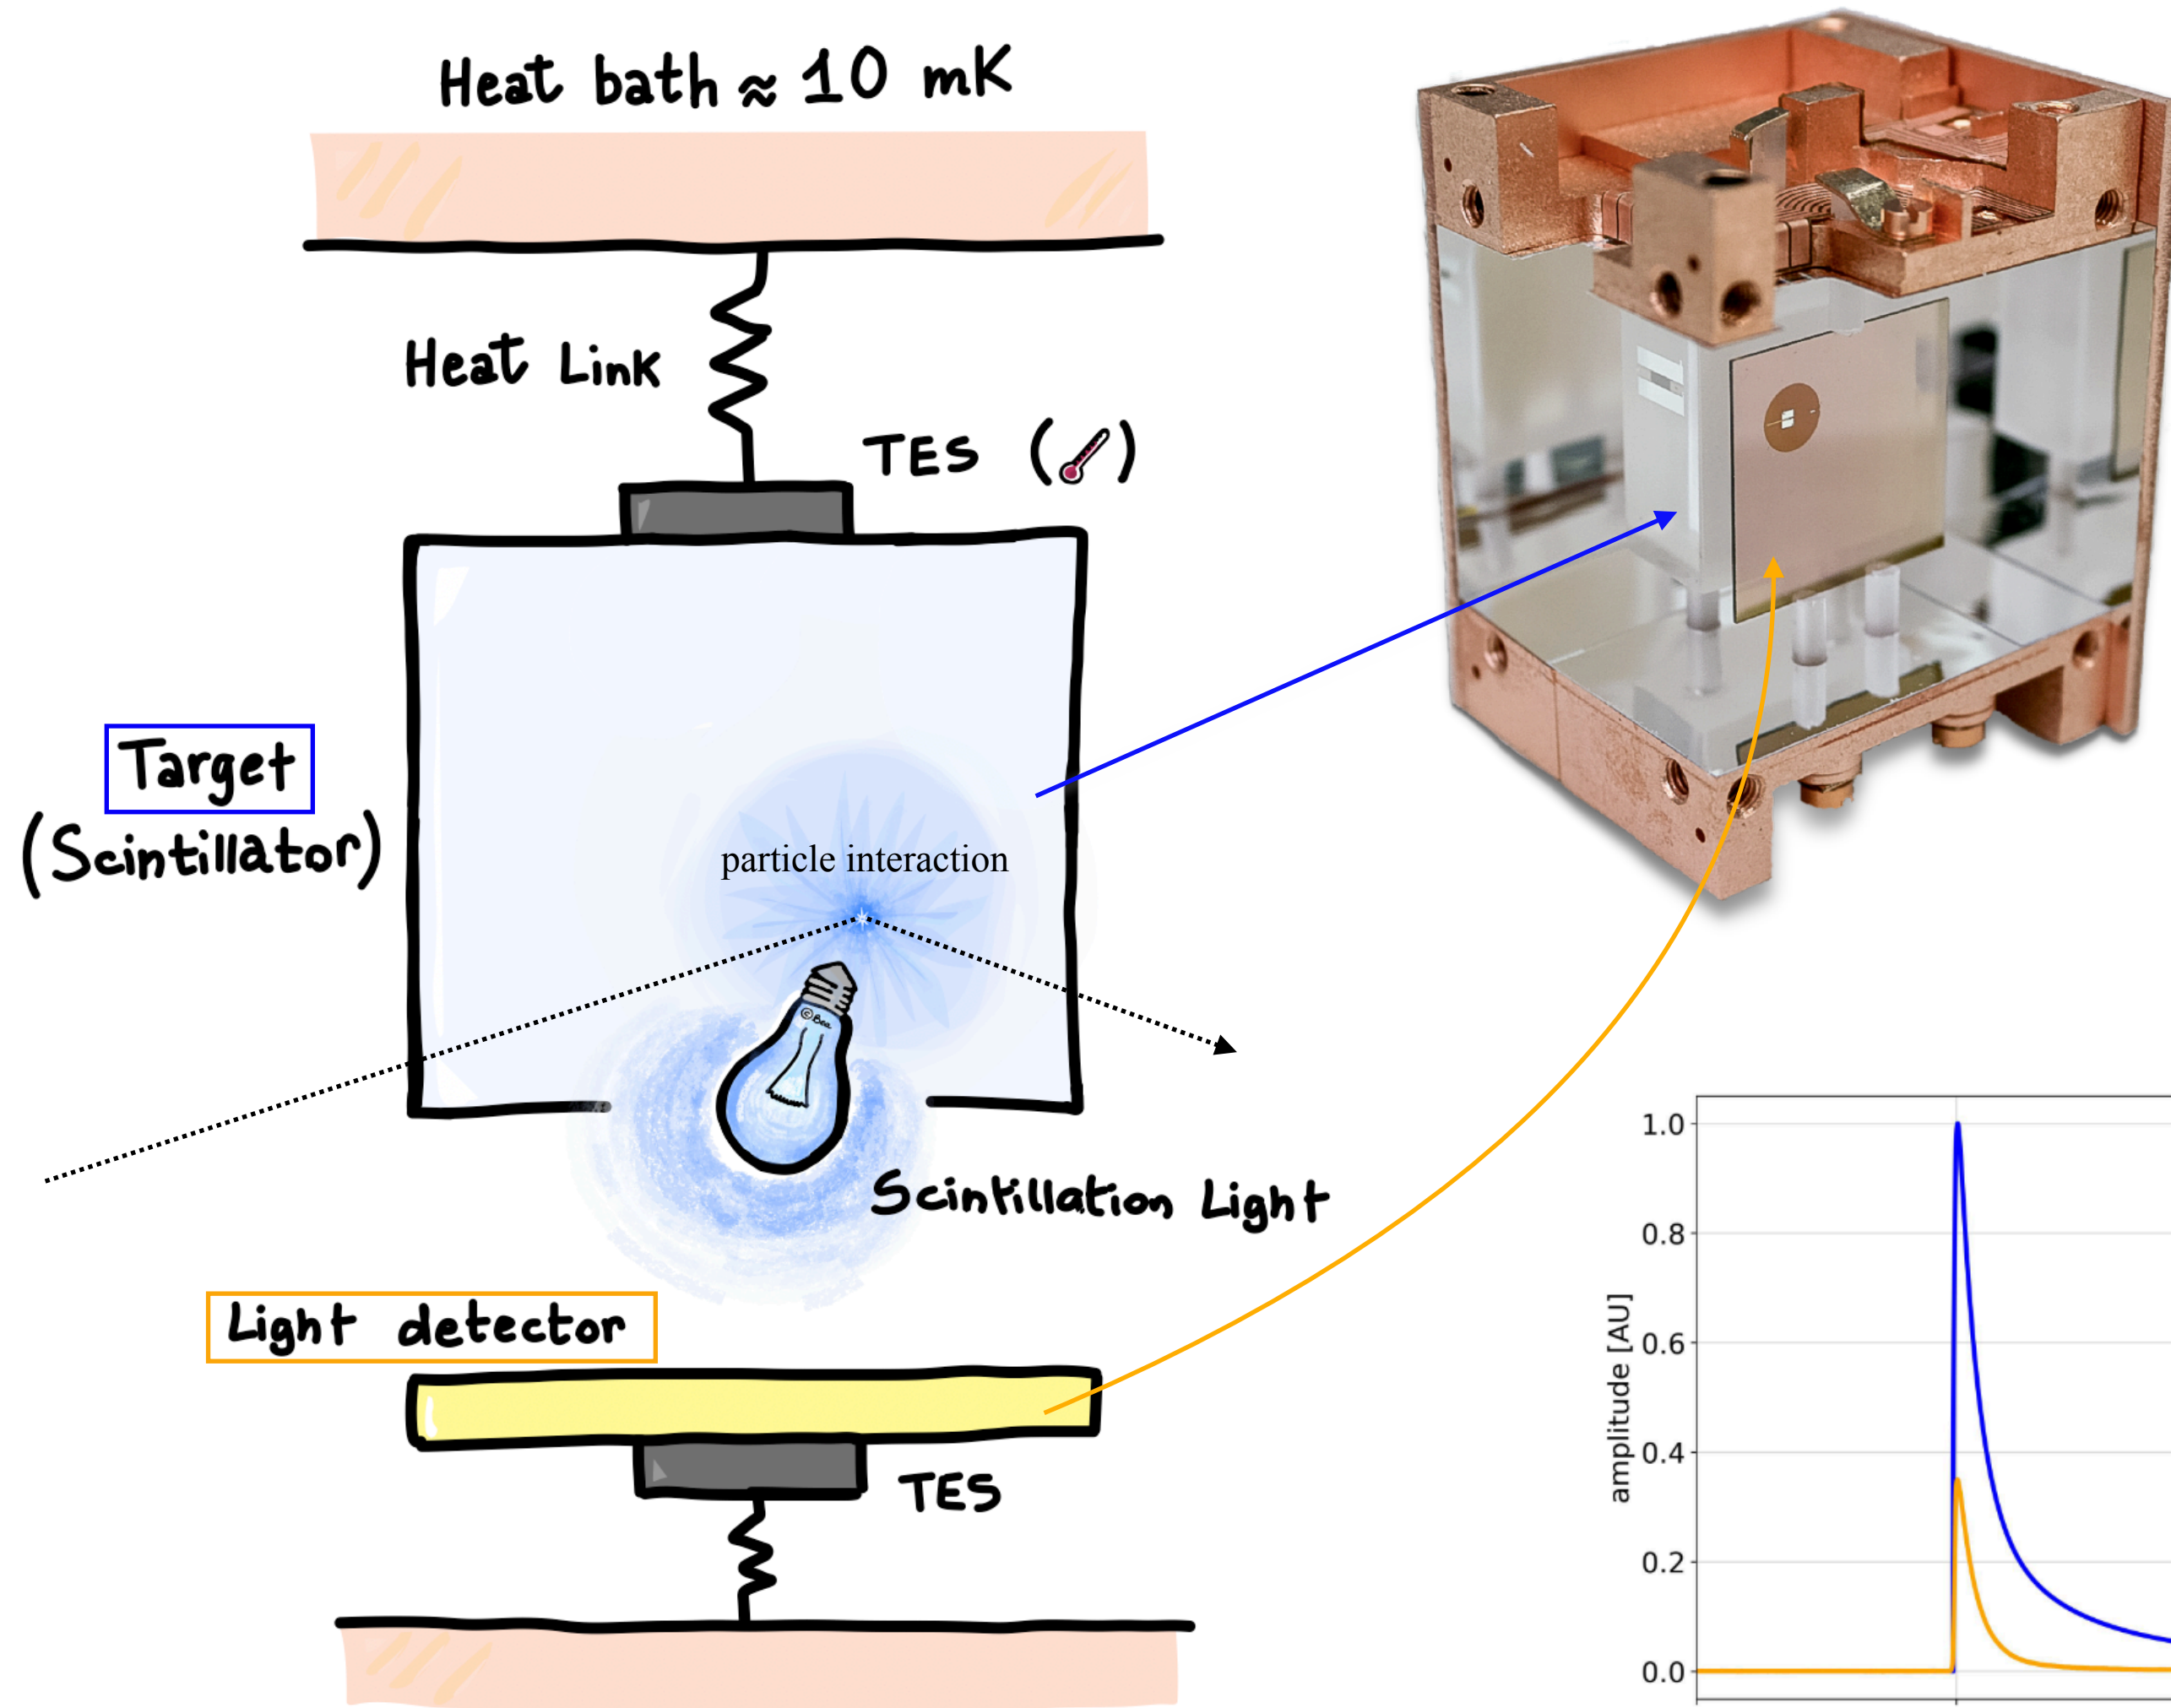 Heat bath ≈ 10 mK
Heat Link
TES ( )
Target
(Scintillator)
particle interaction
©Bea
Scintillation Light
Light detector
TES
amplitude [AU]
1.0
0.8
0.6
0.4
0.2
0.0